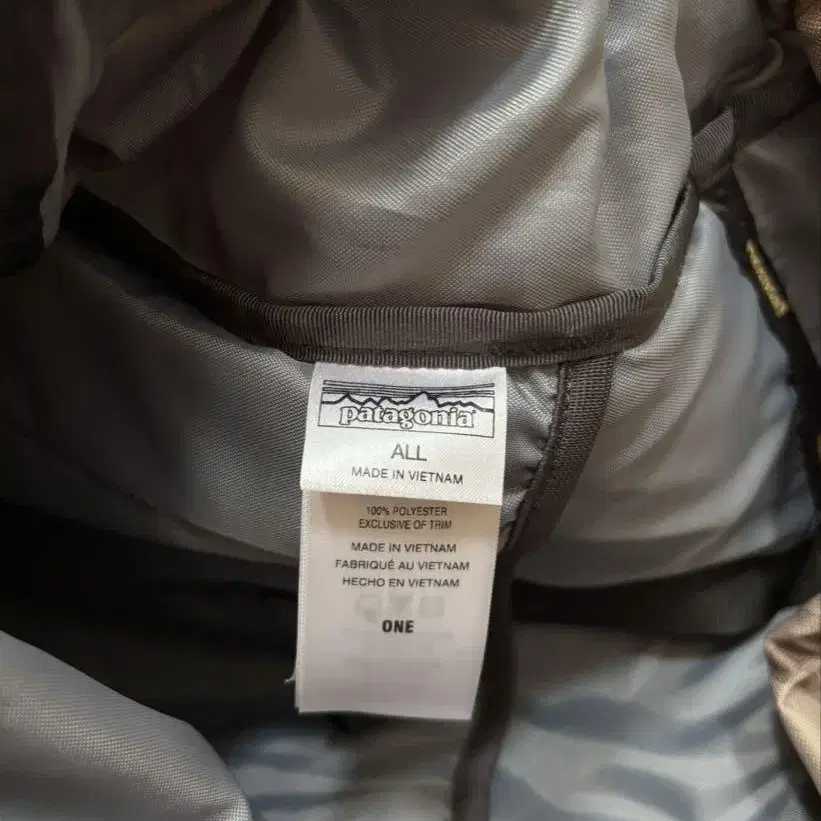 patagonia
ALL
MADE IN VIETNAM
100% POLYESTER
EXCLUSIVE OF TRIM
MADE IN VIETNAM
FABRIQUÉ AU VIETNAM
HECHO EN VIETNAM
ONE